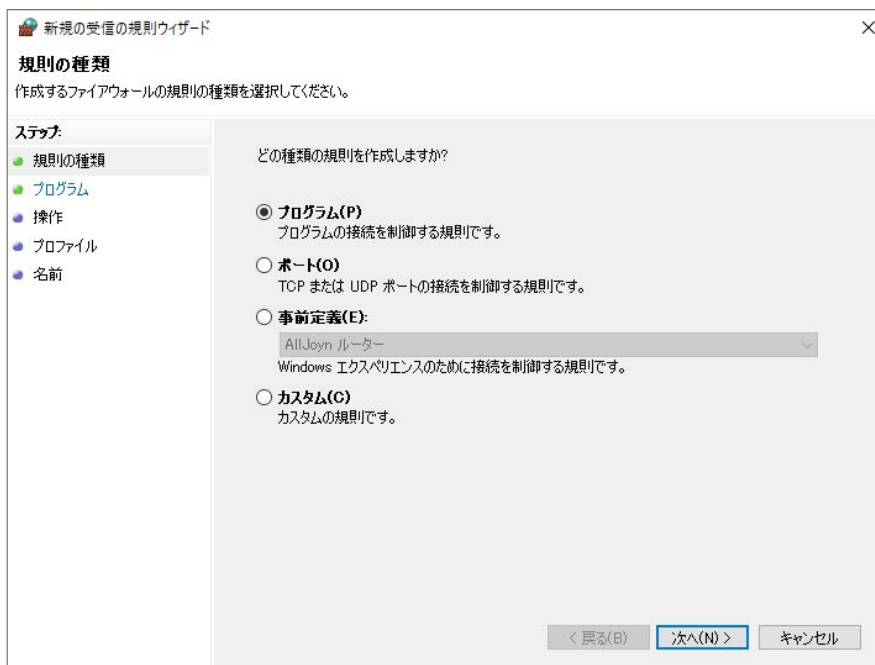 新規の受信の規則ウィザード
規則の種類
作成するファイアウォールの規則の種類を選択してください。
ステップ:
規則の種類
プログラム
操作
プロファイル
名前
どの種類の規則を作成しますか?
プログラム(P)
プログラムの接続を制御する規則です。
ポート(O)
TCP または UDP ポートの接続を制御する規則です。
事前定義(E):
AllJoyn ルーター
Windows エクスペリエンスのために接続を制御する規則です。
カスタム(C)
カスタムの規則です。
< 戻る(B)
次へ(N) >
キャンセル